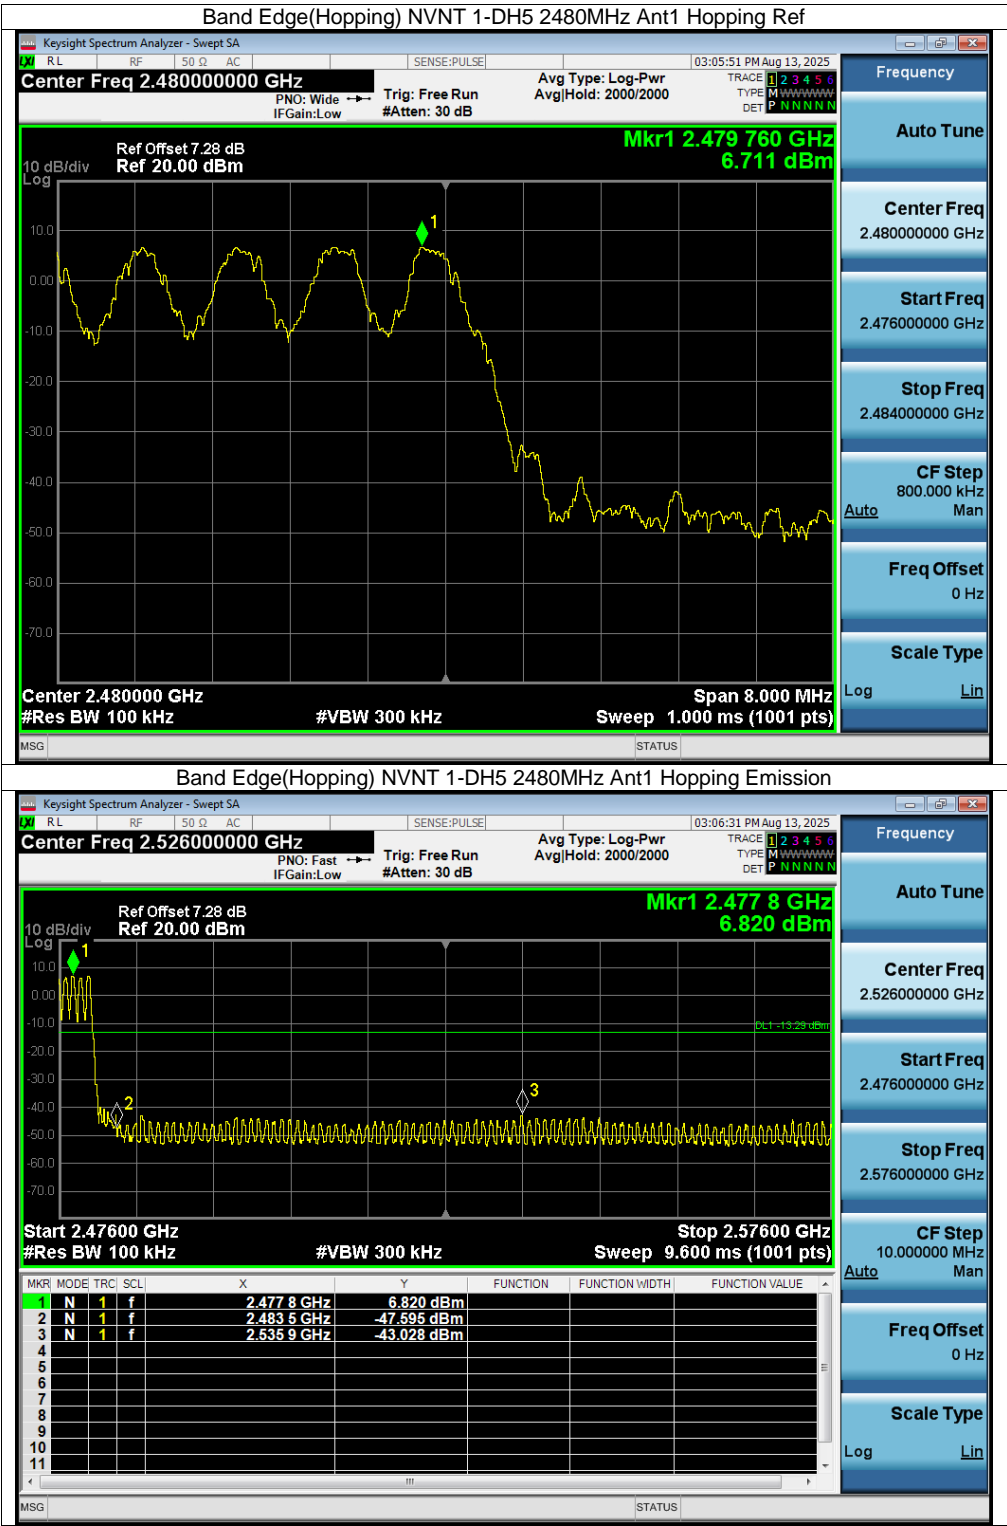 Band Edge(Hopping) NVNT 1-DH5 2480MHz Ant1 Hopping Ref
Keysight Spectrum Analyzer - Swept SA
LXI RL RF 50 Ω AC SENSE:PULSE 03:05:51 PM Aug 13, 2025
Center Freq 2.480000000 GHz
PNO: Wide
IFGain:Low
Trig: Free Run
#Atten: 30 dB
Avg Type: Log-Pwr
Avg|Hold: 2000/2000
TRACE 1 2 3 4 5 6
TYPE M WWWWW
DET P N N N N N
Mkr1 2.479 760 GHz
6.711 dBm
Ref Offset 7.28 dB
10 dB/div Ref 20.00 dBm
Log
10.0
0.00
-10.0
-20.0
-30.0
-40.0
-50.0
-60.0
-70.0
1
Center 2.480000 GHz Span 8.000 MHz
#Res BW 100 kHz #VBW 300 kHz Sweep 1.000 ms (1001 pts)
MSG STATUS
Frequency
Auto Tune
Center Freq
2.480000000 GHz
Start Freq
2.476000000 GHz
Stop Freq
2.484000000 GHz
CF Step
800.000 kHz
Auto Man
Freq Offset
0 Hz
Scale Type
Log Lin
Band Edge(Hopping) NVNT 1-DH5 2480MHz Ant1 Hopping Emission
Keysight Spectrum Analyzer - Swept SA
LXI RL RF 50 Ω AC SENSE:PULSE 03:06:31 PM Aug 13, 2025
Center Freq 2.526000000 GHz
PNO: Fast
IFGain:Low
Trig: Free Run
#Atten: 30 dB
Avg Type: Log-Pwr
Avg|Hold: 2000/2000
TRACE 1 2 3 4 5 6
TYPE M WWWWW
DET P N N N N N
Mkr1 2.477 8 GHz
6.820 dBm
Ref Offset 7.28 dB
10 dB/div Ref 20.00 dBm
Log
10.0
0.00
-10.0
-20.0
-30.0
-40.0
-50.0
-60.0
-70.0
1
2
3
DL1 -13.29 dBm
Start 2.47600 GHz Stop 2.57600 GHz
#Res BW 100 kHz #VBW 300 kHz Sweep 9.600 ms (1001 pts)
MKR MODE TRC SCL X Y FUNCTION FUNCTION WIDTH FUNCTION VALUE
1 N 1 f 2.477 8 GHz 6.820 dBm
2 N 1 f 2.483 5 GHz -47.595 dBm
3 N 1 f 2.535 9 GHz -43.028 dBm
4
5
6
7
8
9
10
11
MSG STATUS
Frequency
Auto Tune
Center Freq
2.526000000 GHz
Start Freq
2.476000000 GHz
Stop Freq
2.576000000 GHz
CF Step
10.000000 MHz
Auto Man
Freq Offset
0 Hz
Scale Type
Log Lin